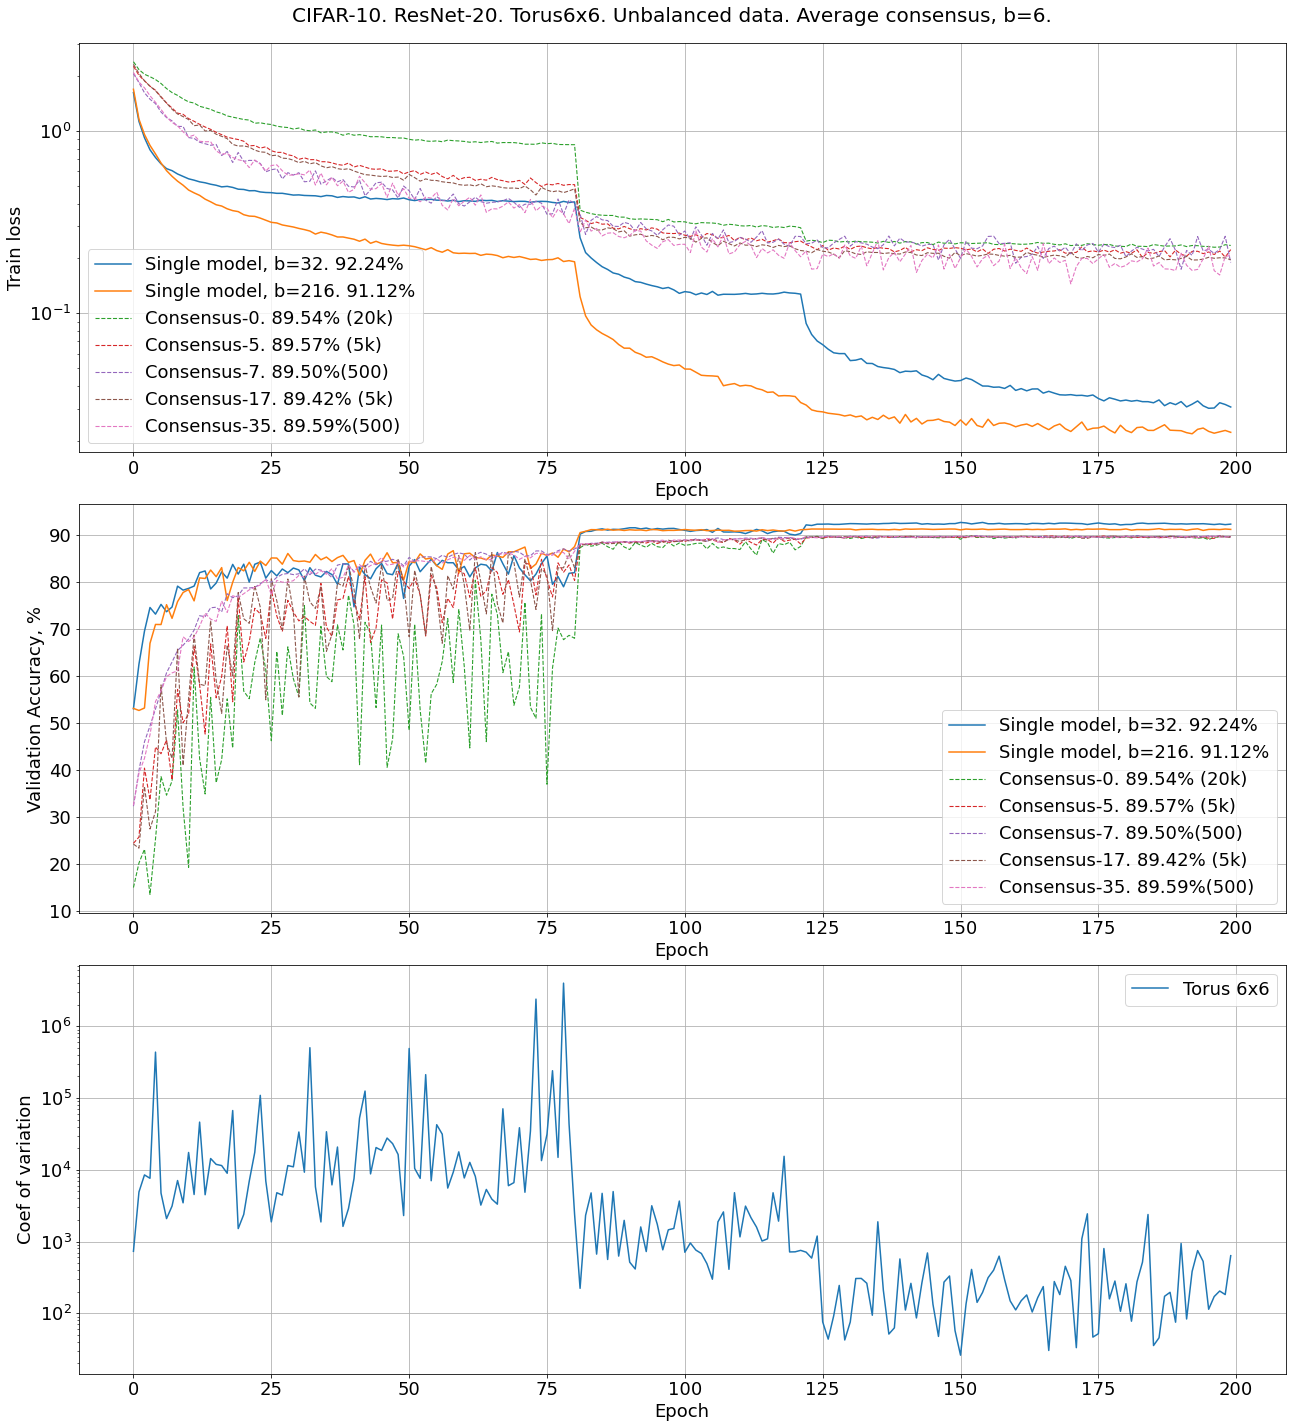 CIFAR-10. ResNet-20. Torus6x6. Unbalanced data. Average consensus, b=6.
Train loss
10^0
10^-1
Single model, b=32. 92.24%
Single model, b=216. 91.12%
Consensus-0. 89.54% (20k)
Consensus-5. 89.57% (5k)
Consensus-7. 89.50%(500)
Consensus-17. 89.42% (5k)
Consensus-35. 89.59%(500)
0 25 50 75 100 125 150 175 200
Epoch
Validation Accuracy, %
90
80
70
60
50
40
30
20
10
Single model, b=32. 92.24%
Single model, b=216. 91.12%
Consensus-0. 89.54% (20k)
Consensus-5. 89.57% (5k)
Consensus-7. 89.50%(500)
Consensus-17. 89.42% (5k)
Consensus-35. 89.59%(500)
0 25 50 75 100 125 150 175 200
Epoch
Coef of variation
Torus 6x6
10^6
10^5
10^4
10^3
10^2
0 25 50 75 100 125 150 175 200
Epoch